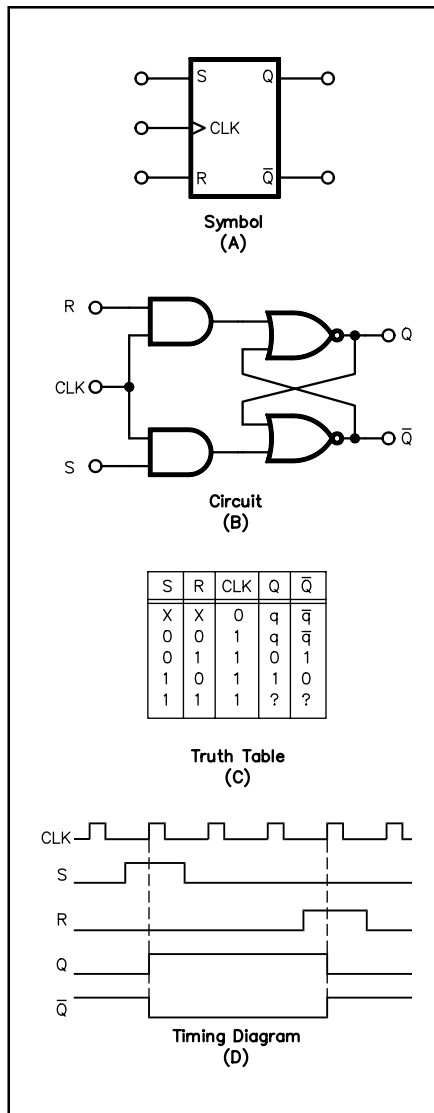 S Q
CLK
R Q̅
Symbol
(A)
R
Q
CLK
S
Q̅
Circuit
(B)
S R CLK Q Q̅
X X 0 q q̅
0 0 1 q q̅
0 1 1 0 1
1 0 1 1 0
1 1 1 ? ?
Truth Table
(C)
CLK
S
R
Q
Q̅
Timing Diagram
(D)